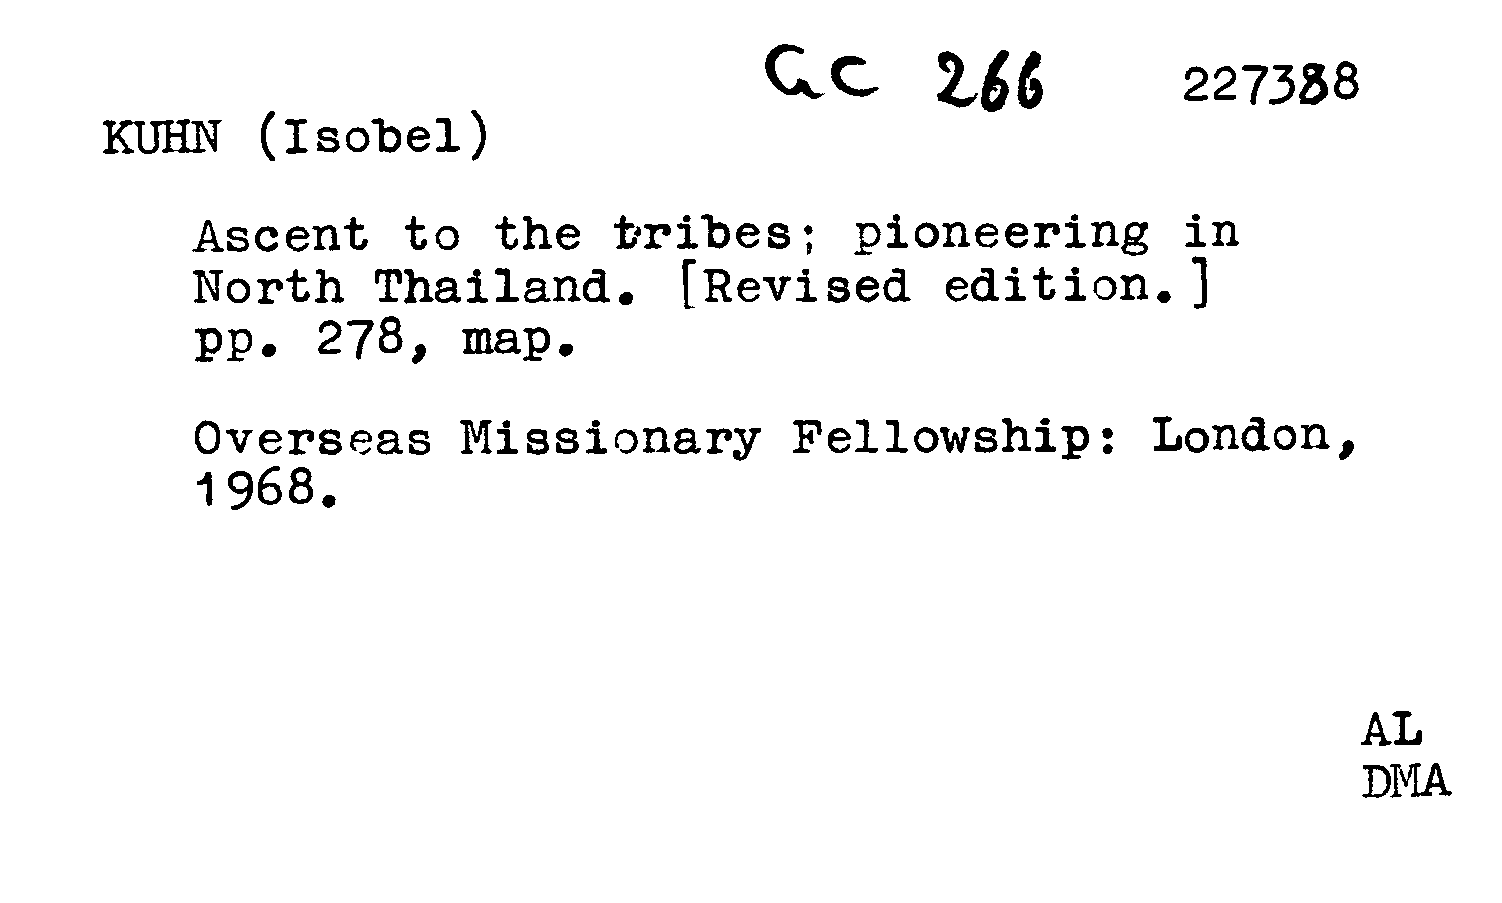 GC 266 227388
KUHN (Isobel)
Ascent to the tribes; pioneering in
North Thailand. [Revised edition.]
pp. 278, map.
Overseas Missionary Fellowship: London,
1968.
AL
DMA